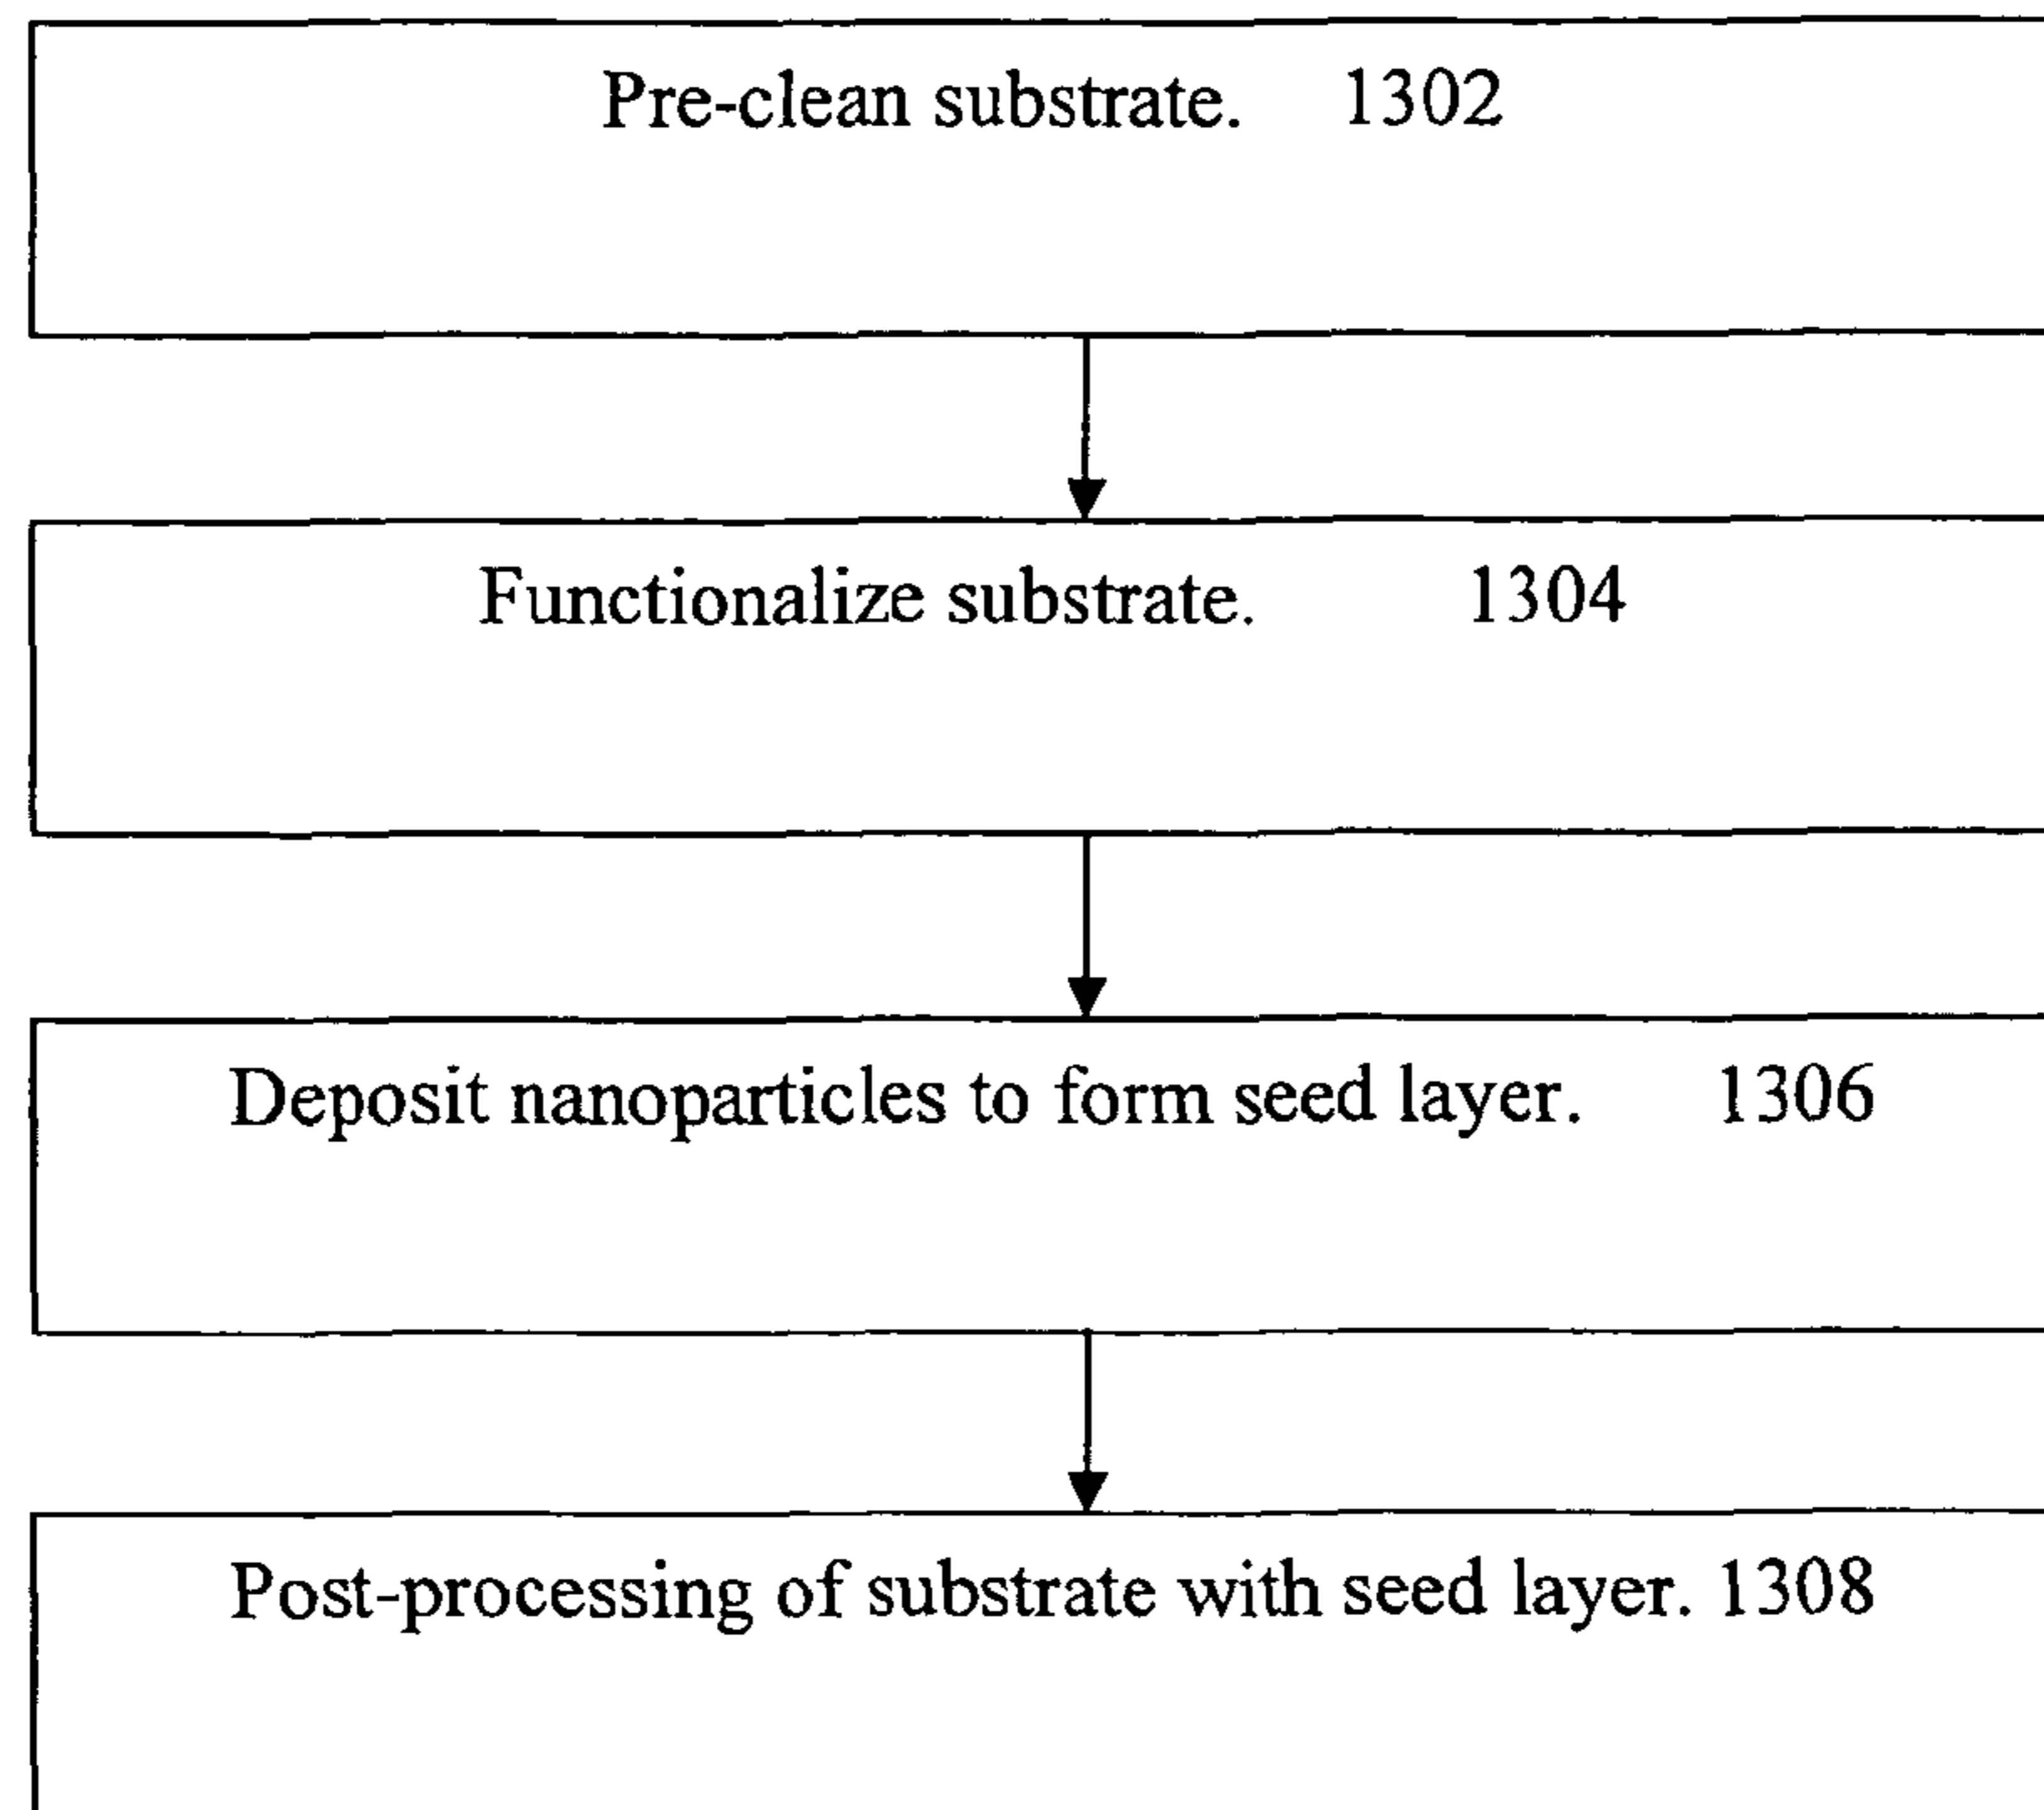 Pre-clean substrate. 1302
Functionalize substrate. 1304
Deposit nanoparticles to form seed layer. 1306
Post-processing of substrate with seed layer. 1308